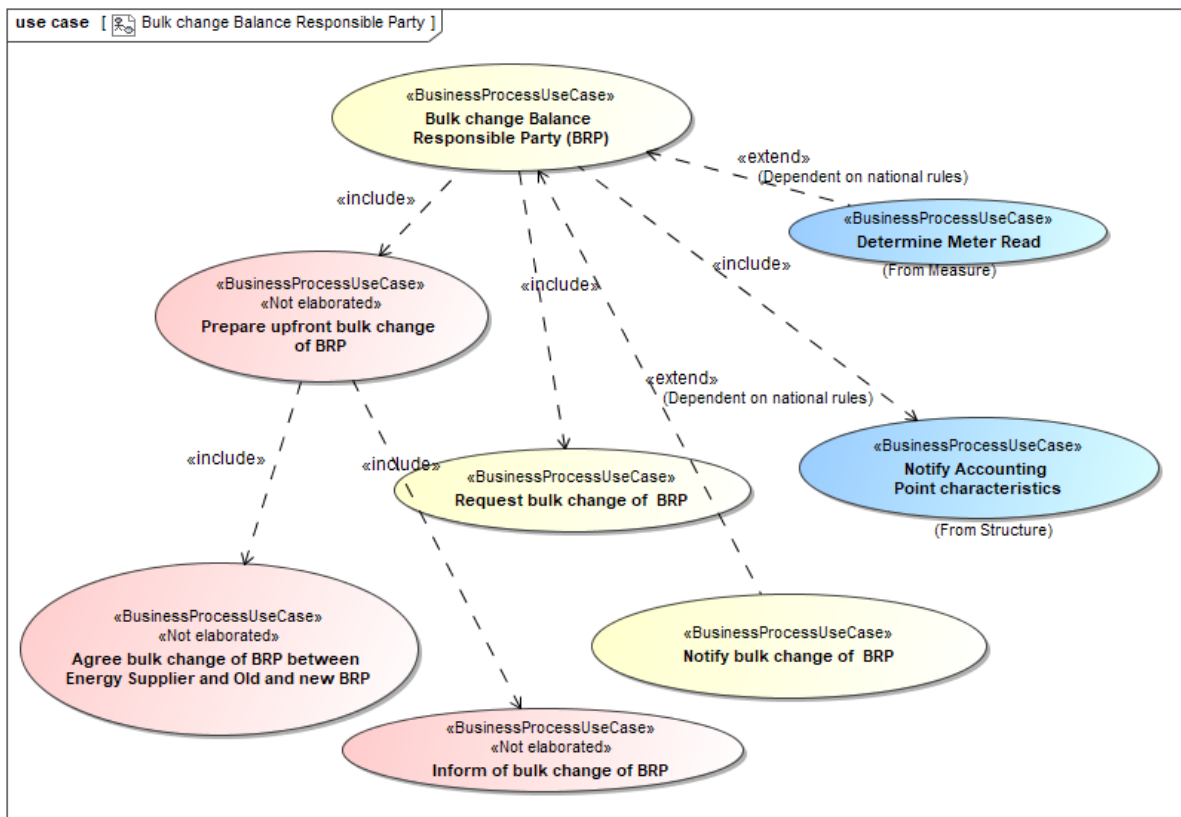 use case [ Bulk change Balance Responsible Party ]
«BusinessProcessUseCase»
Bulk change Balance
Responsible Party (BRP)
«extend»
(Dependent on national rules)
«include»
«BusinessProcessUseCase»
Determine Meter Read
(From Measure)
«include»
«include»
«BusinessProcessUseCase»
«Not elaborated»
Prepare upfront bulk change
of BRP
«extend»
(Dependent on national rules)
«include»
«include»
«BusinessProcessUseCase»
Request bulk change of BRP
«BusinessProcessUseCase»
Notify Accounting
Point characteristics
(From Structure)
«BusinessProcessUseCase»
«Not elaborated»
Agree bulk change of BRP between
Energy Supplier and Old and new BRP
«BusinessProcessUseCase»
Notify bulk change of BRP
«BusinessProcessUseCase»
«Not elaborated»
Inform of bulk change of BRP